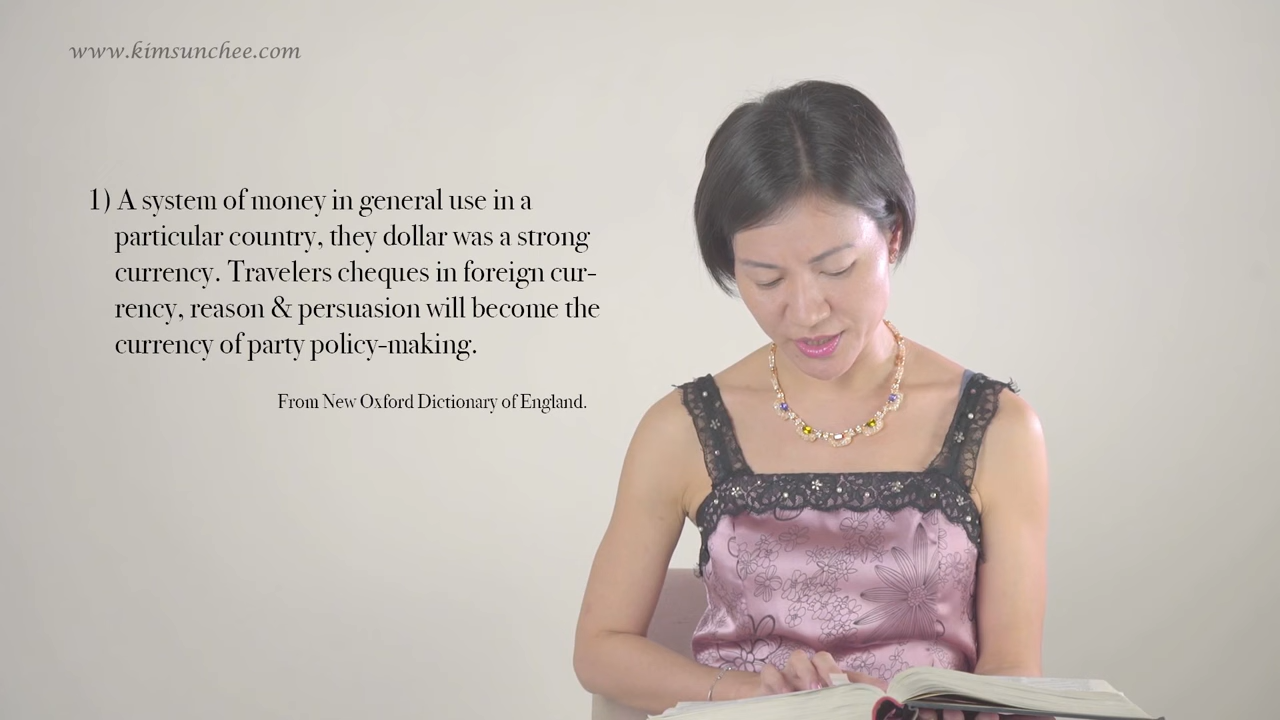 www.kimsunchee.com
1) A system of money in general use in a
particular country, they dollar was a strong
currency. Travelers cheques in foreign cur-
rency, reason & persuasion will become the
currency of party policy-making.
From New Oxford Dictionary of England.